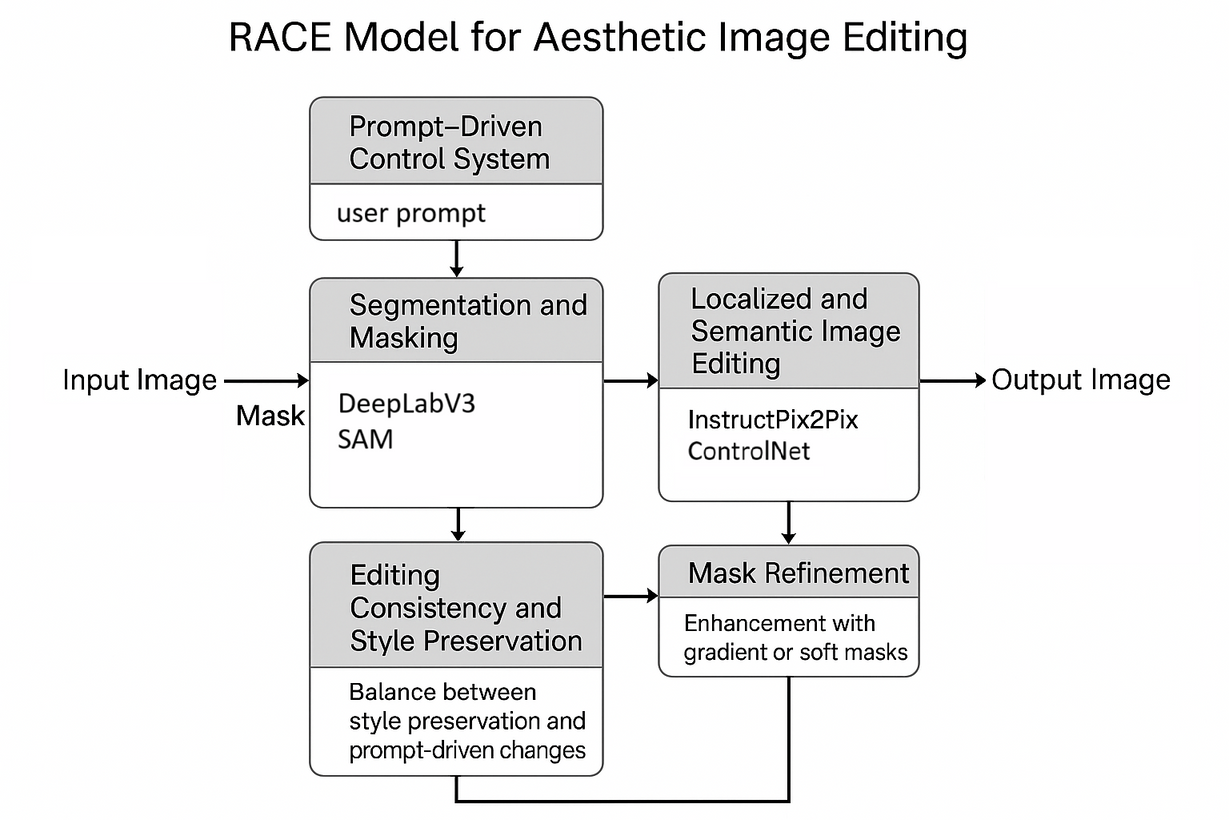 RACE Model for Aesthetic Image Editing
Prompt–Driven
Control System
user prompt
Segmentation and
Masking
DeepLabV3
SAM
Input Image
Mask
Localized and
Semantic Image
Editing
InstructPix2Pix
ControlNet
Output Image
Editing
Consistency and
Style Preservation
Balance between
style preservation and
prompt-driven changes
Mask Refinement
Enhancement with
gradient or soft masks